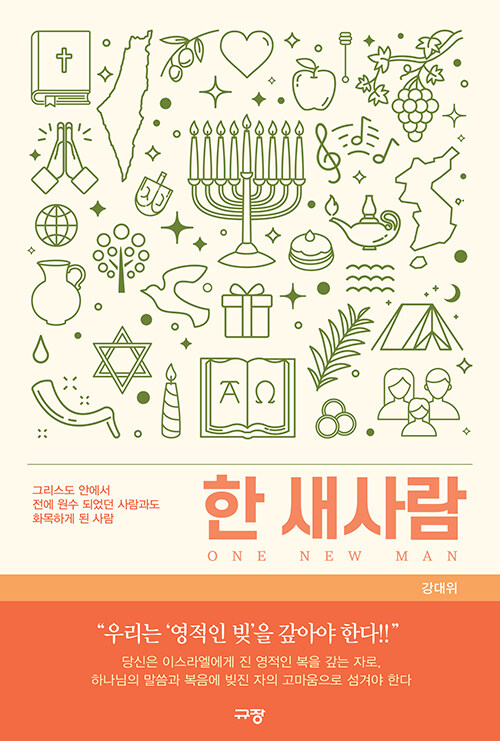 Α Ω
그리스도 안에서
전에 원수 되었던 사람과도
화목하게 된 사람
한 새사람
ONE NEW MAN
강대위
“우리는 ‘영적인 빚’을 갚아야 한다!!”
당신은 이스라엘에게 진 영적인 복을 갚는 자로,
하나님의 말씀과 복음에 빚진 자의 고마움으로 섬겨야 한다
규장